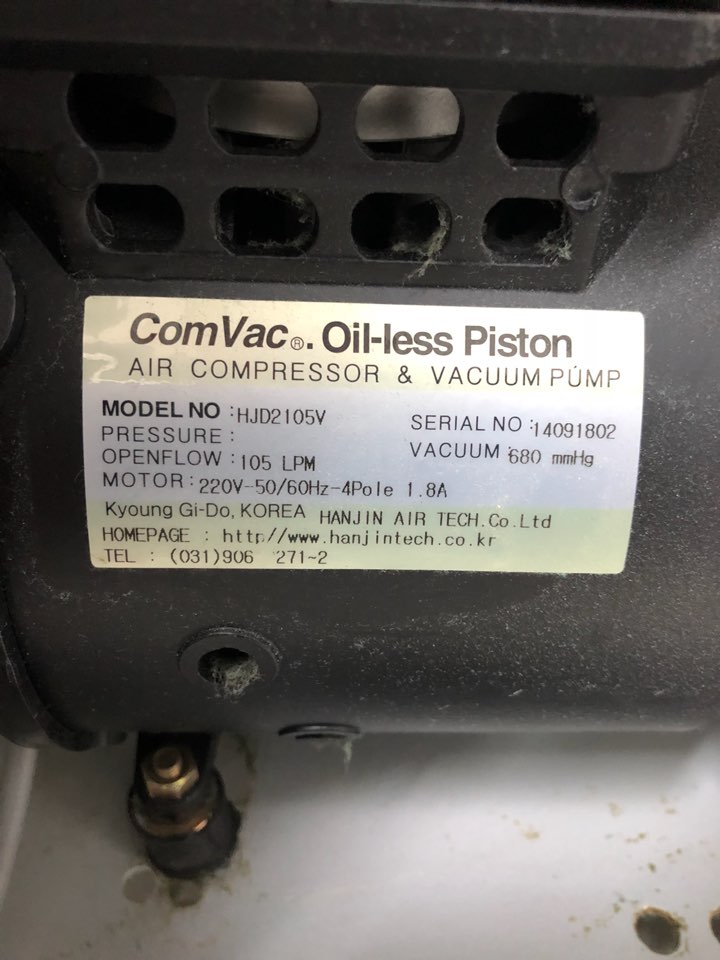 ComVac®. Oil-less Piston
AIR COMPRESSOR & VACUUM PUMP
MODEL NO : HJD2105V
SERIAL NO : 14091802
PRESSURE :
VACUUM : 680 mmHg
OPENFLOW : 105 LPM
MOTOR : 220V-50/60Hz-4Pole 1.8A
Kyoung Gi-Do, KOREA HANJIN AIR TECH.Co.Ltd
HOMEPAGE : http//www.hanjintech.co.kr
TEL : (031)906 271~2